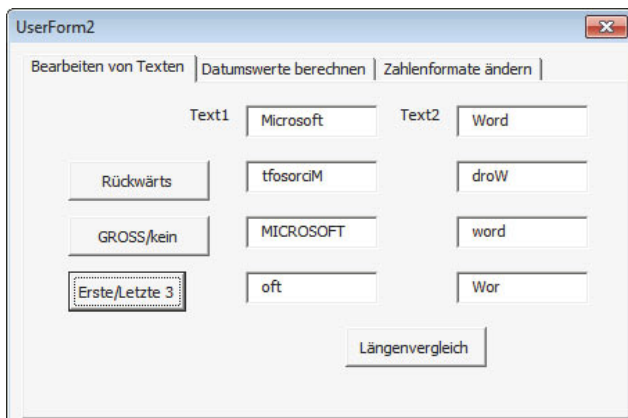 UserForm2
Bearbeiten von Texten Datumswerte berechnen Zahlenformate ändern
Text1 Microsoft Text2 Word
Rückwärts tfosorciM droW
GROSS/kein MICROSOFT word
Erste/Letzte 3 oft Wor
Längenvergleich